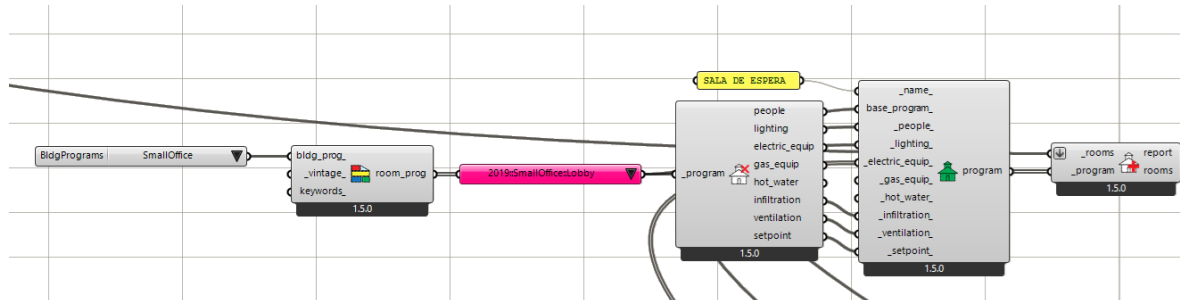 BldgPrograms SmallOffice
bldg_prog_
_vintage_
keywords_
room_prog
1.5.0
2019::SmallOffice::Lobby
SALA DE ESPERA
_program
people
lighting
electric_equip
gas_equip
hot_water
infiltration
ventilation
setpoint
1.5.0
_name_
base_program_
_people_
_lighting_
_electric_equip_
_gas_equip_
_hot_water_
_infiltration_
_ventilation_
_setpoint_
program
1.5.0
_rooms report
_program rooms
1.5.0